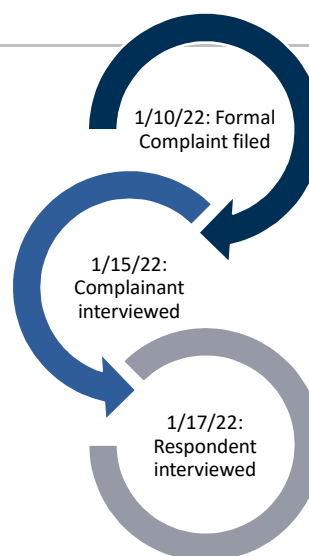 1/10/22: Formal
Complaint filed
1/15/22:
Complainant
interviewed
1/17/22:
Respondent
interviewed